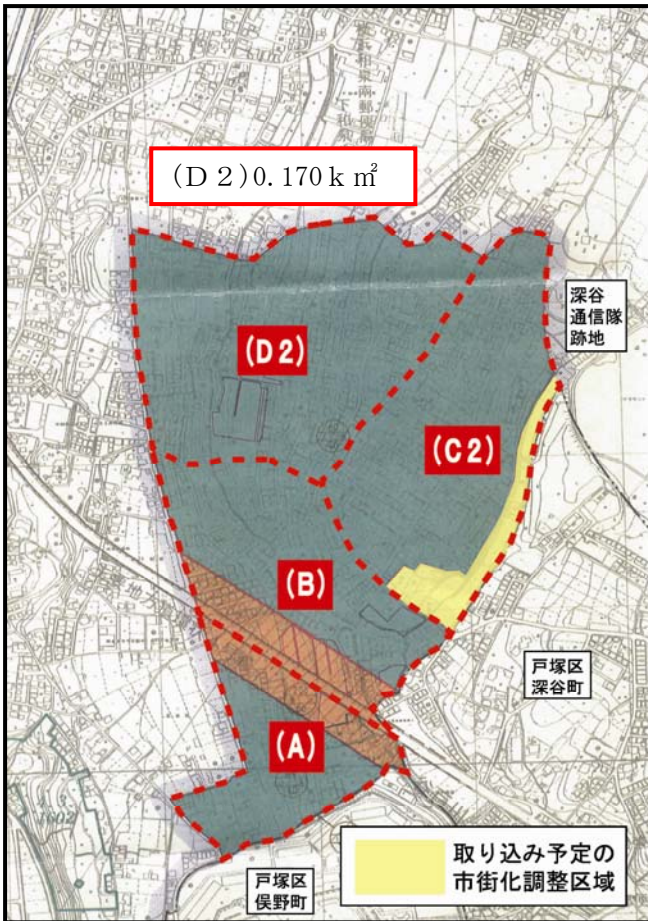 (D2)0.170k㎡
(D2)
深谷
通信隊
跡地
(C2)
(B)
戸塚区
深谷町
(A)
1602
取り込み予定の
市街化調整区域
戸塚区
俣野町